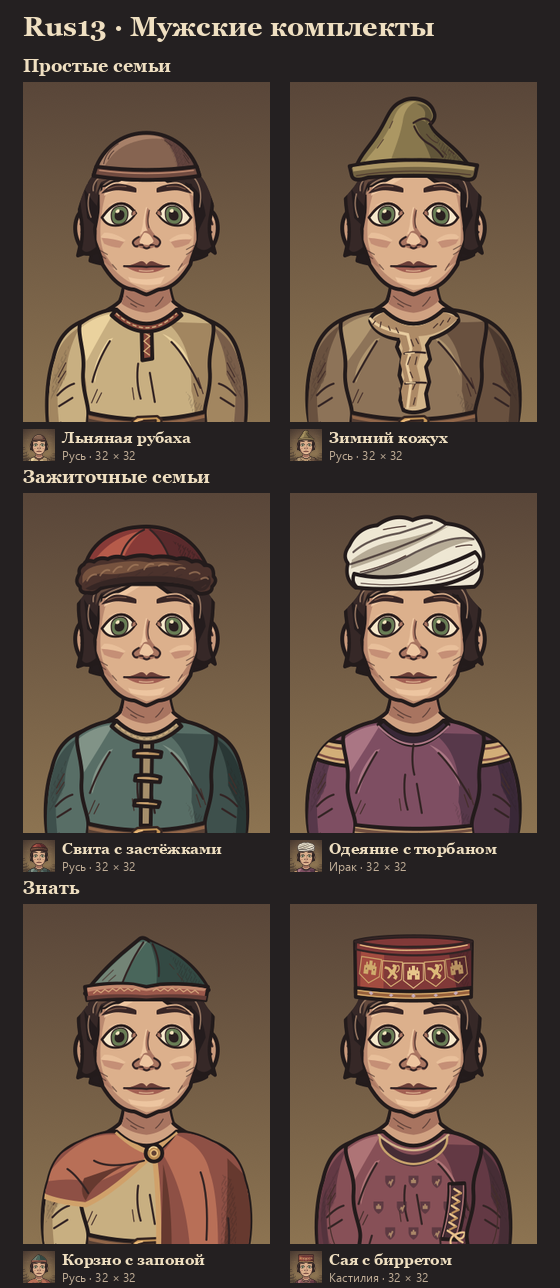 Rus13 · Мужские комплекты
Простые семьи
Льняная рубаха
Русь · 32 × 32
Зимний кожух
Русь · 32 × 32
Зажиточные семьи
Свита с застёжками
Русь · 32 × 32
Одеяние с тюрбаном
Ирак · 32 × 32
Знать
Корзно с запоной
Русь · 32 × 32
Сая с бирретом
Кастилия · 32 × 32